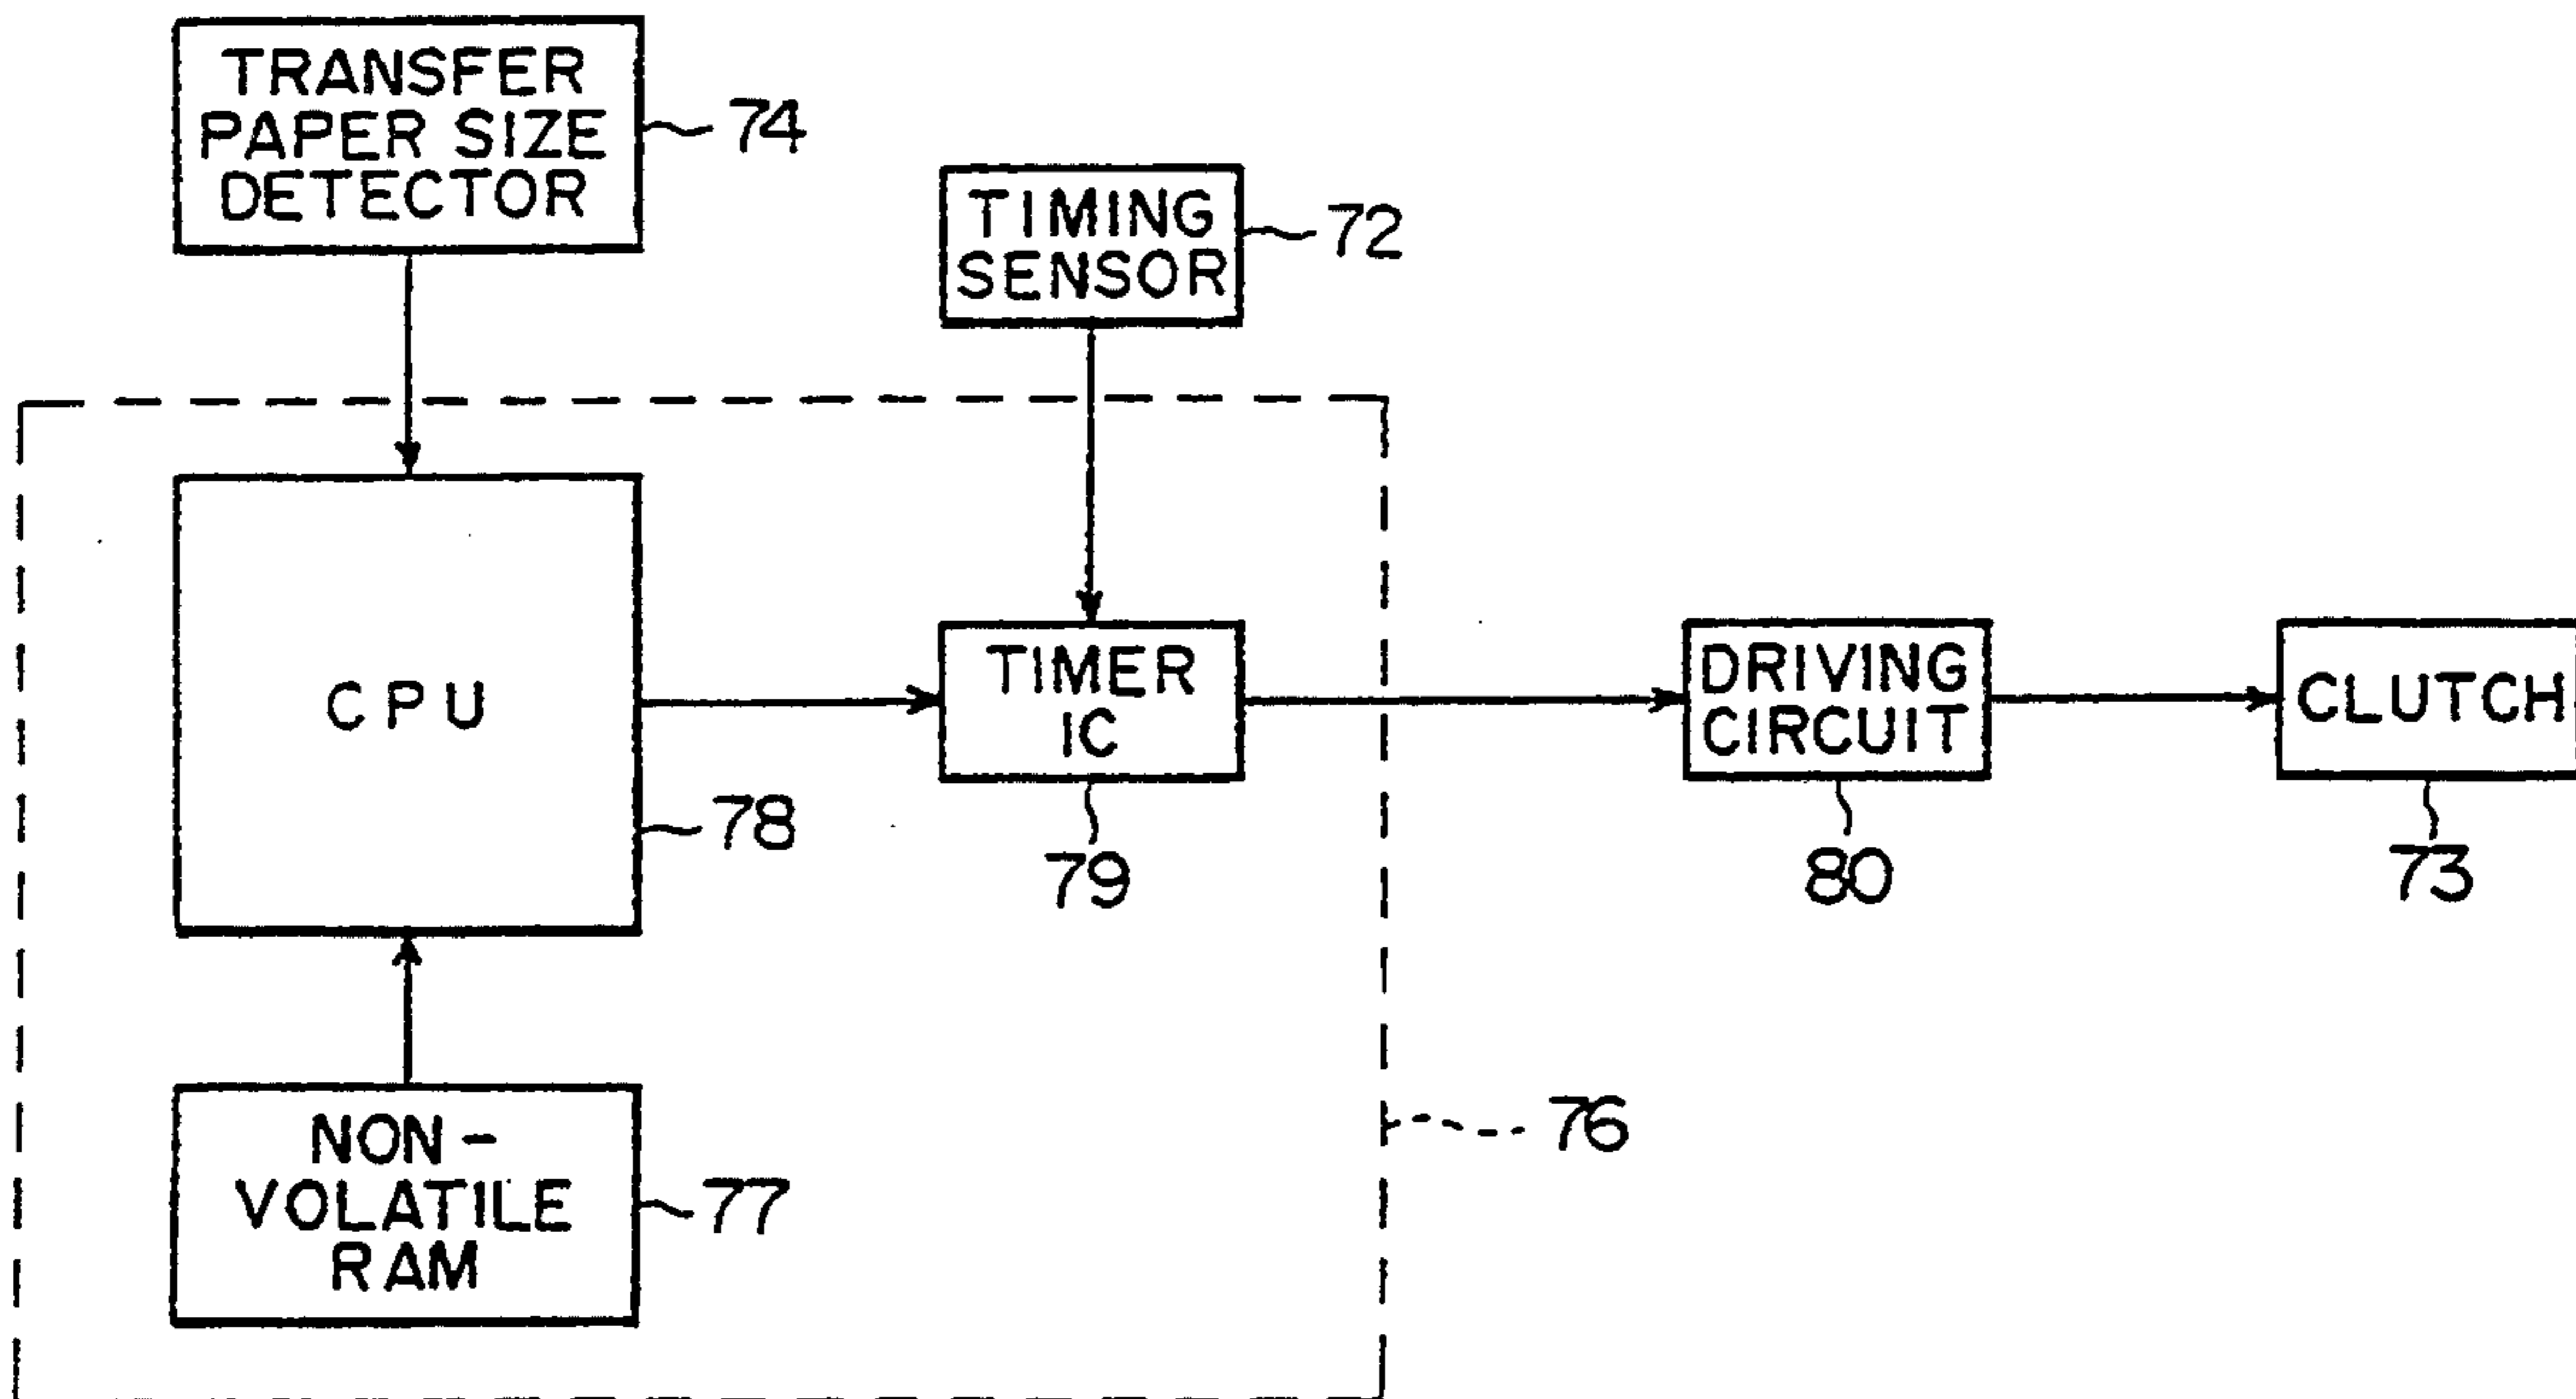 TRANSFER
PAPER SIZE
DETECTOR
74
TIMING
SENSOR
72
CPU
78
TIMER
IC
79
DRIVING
CIRCUIT
80
CLUTCH
73
NON-
VOLATILE
RAM
77
76